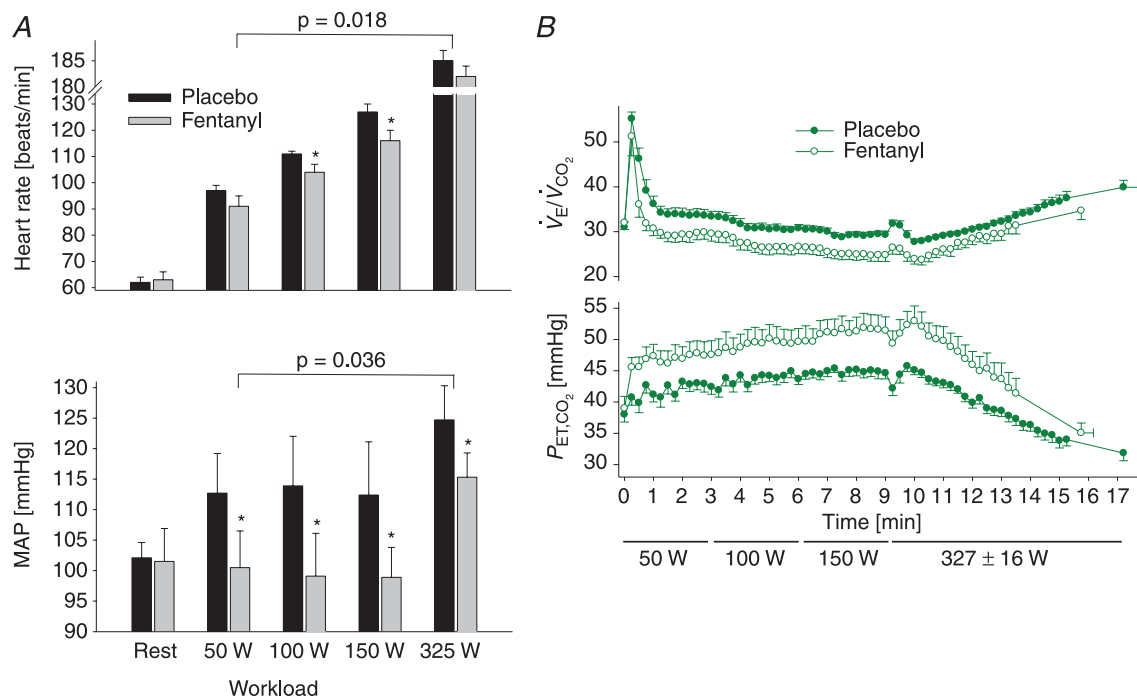 A
p = 0.018
Heart rate [beats/min]
185
180
130
120
110
100
90
80
70
60
Placebo
Fentanyl
*
*
p = 0.036
MAP [mmHg]
130
125
120
115
110
105
100
95
90
*
*
*
*
Rest 50 W 100 W 150 W 325 W
Workload
B
V̇E/V̇CO2
50
40
30
20
Placebo
Fentanyl
PET,CO2 [mmHg]
55
50
45
40
35
30
0 1 2 3 4 5 6 7 8 9 10 11 12 13 14 15 16 17
Time [min]
50 W 100 W 150 W 327 ± 16 W